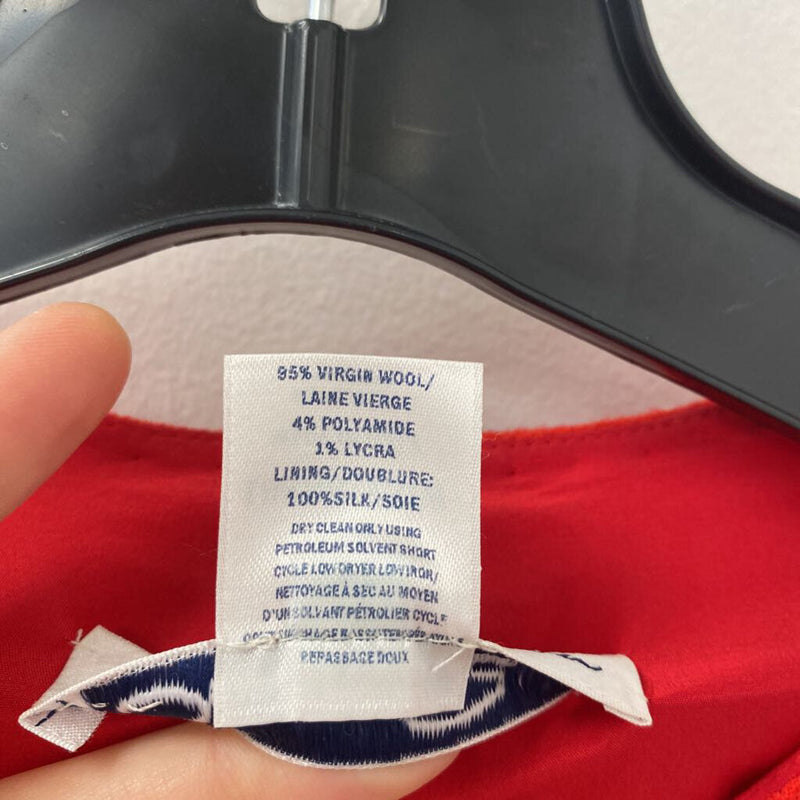 95% VIRGIN WOOL/
LAINE VIERGE
4% POLYAMIDE
1% LYCRA
LINING/DOUBLURE:
100%SILK/SOIE
DRY CLEAN ONLY USING
PETROLEUM SOLVENT SHORT
CYCLE LOW DRYER LOW IRON/
NETTOYAGE À SEC AU MOYEN
D'UN SOLVANT PÉTROLIER CYCLE
REPASSAGE DOUX